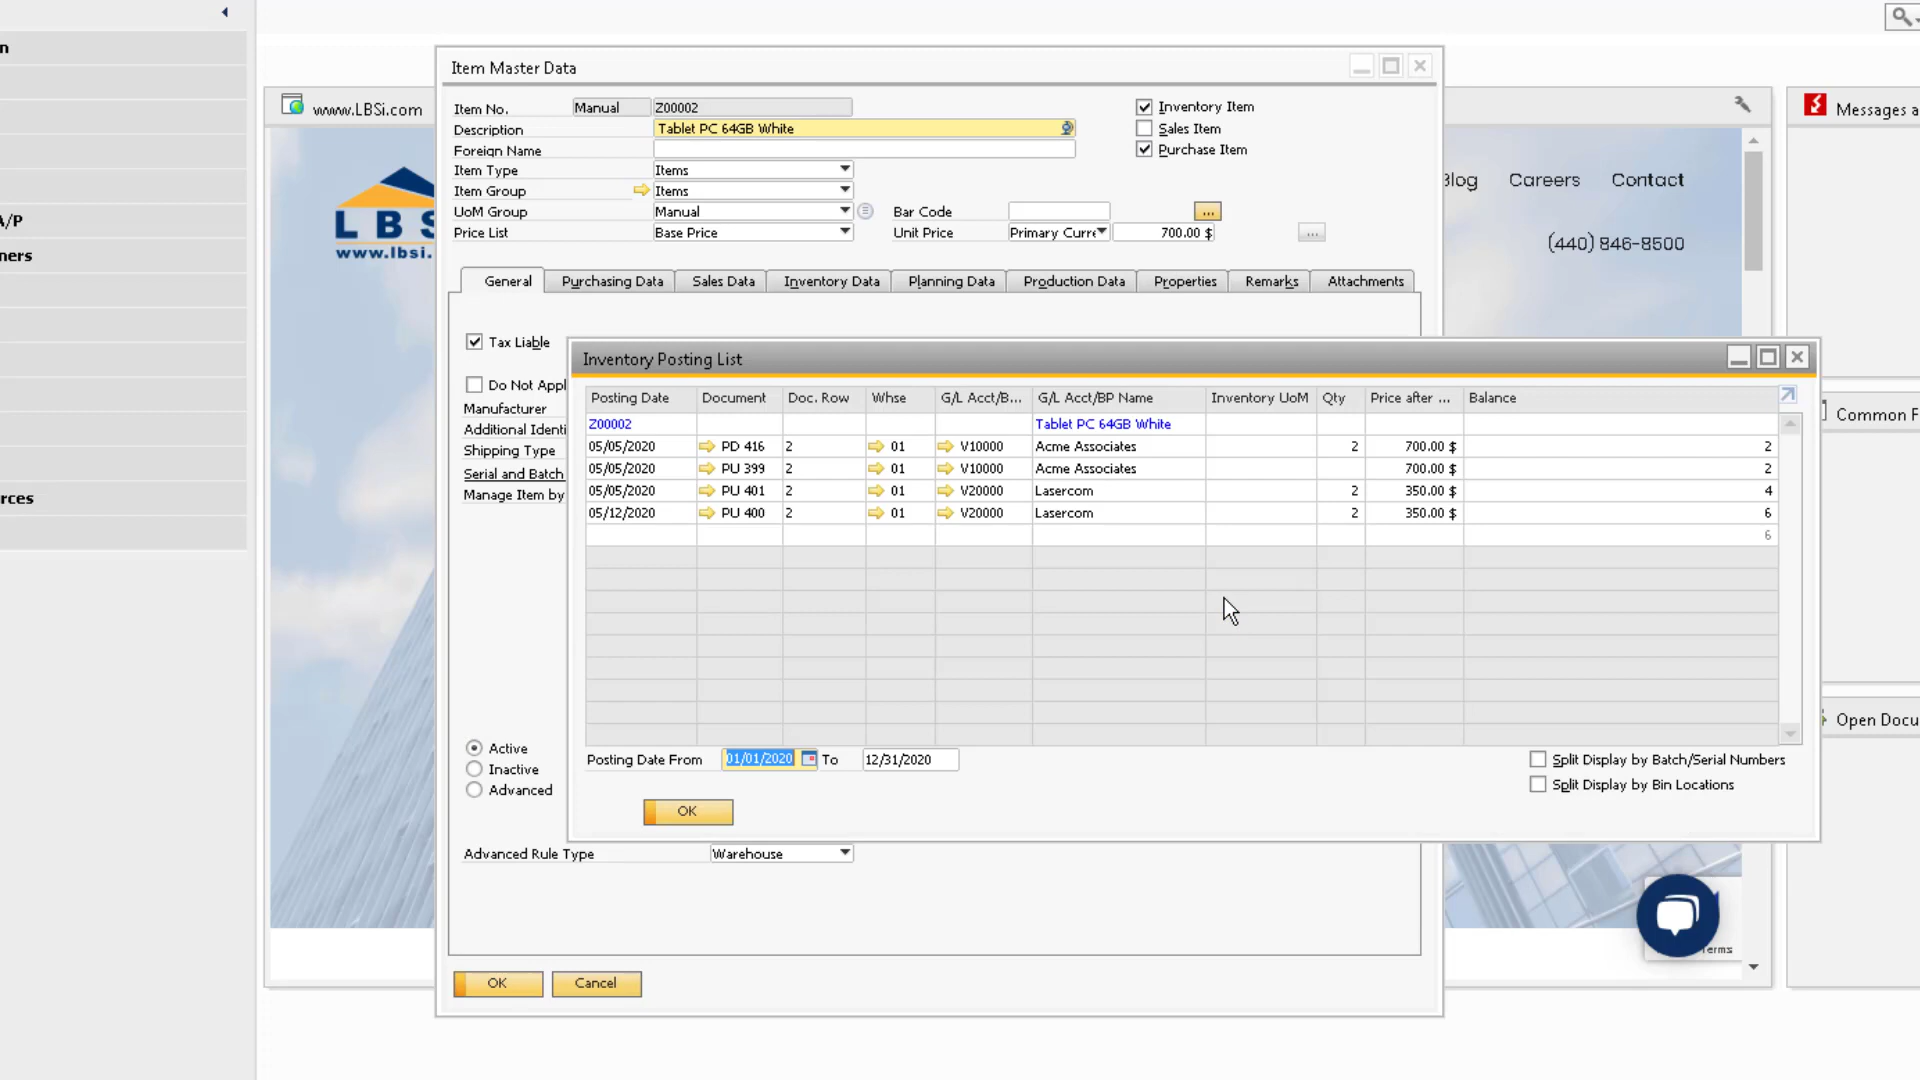 n
A/P
ners
rces
www.LBSi.com
L B S
www.lbsi.
Item Master Data
Item No. Manual Z00002
Description Tablet PC 64GB White
Foreign Name
Item Type Items
Item Group Items
UoM Group Manual Bar Code ...
Price List Base Price Unit Price Primary Curre 700.00 $ ...
Inventory Item
Sales Item
Purchase Item
General Purchasing Data Sales Data Inventory Data Planning Data Production Data Properties Remarks Attachments
Tax Liable
Do Not Appl
Manufacturer
Additional Identi
Shipping Type
Serial and Batch
Manage Item by
Active
Inactive
Advanced
Advanced Rule Type Warehouse
OK Cancel
Inventory Posting List
Posting Date Document Doc. Row Whse G/L Acct/B... G/L Acct/BP Name Inventory UoM Qty Price after ... Balance
Z00002 Tablet PC 64GB White
05/05/2020 PD 416 2 01 V10000 Acme Associates 2 700.00 $ 2
05/05/2020 PU 399 2 01 V10000 Acme Associates 700.00 $ 2
05/05/2020 PU 401 2 01 V20000 Lasercom 2 350.00 $ 4
05/12/2020 PU 400 2 01 V20000 Lasercom 2 350.00 $ 6
6
Posting Date From 01/01/2020 To 12/31/2020
Split Display by Batch/Serial Numbers
Split Display by Bin Locations
OK
Blog Careers Contact
(440) 846-8500
Messages a
Common F
Open Docu